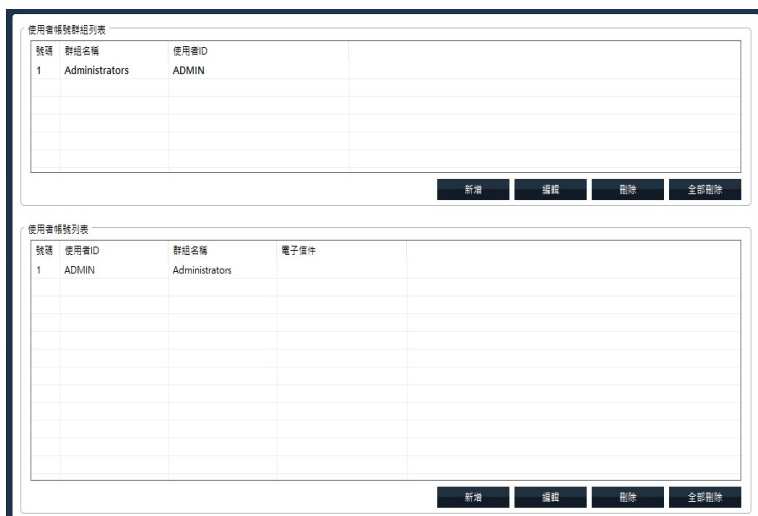 使用者帳號群組列表
號碼 群組名稱 使用者ID
1 Administrators ADMIN
新增 編輯 刪除 全部刪除
使用者帳號列表
號碼 使用者ID 群組名稱 電子信件
1 ADMIN Administrators
新增 編輯 刪除 全部刪除